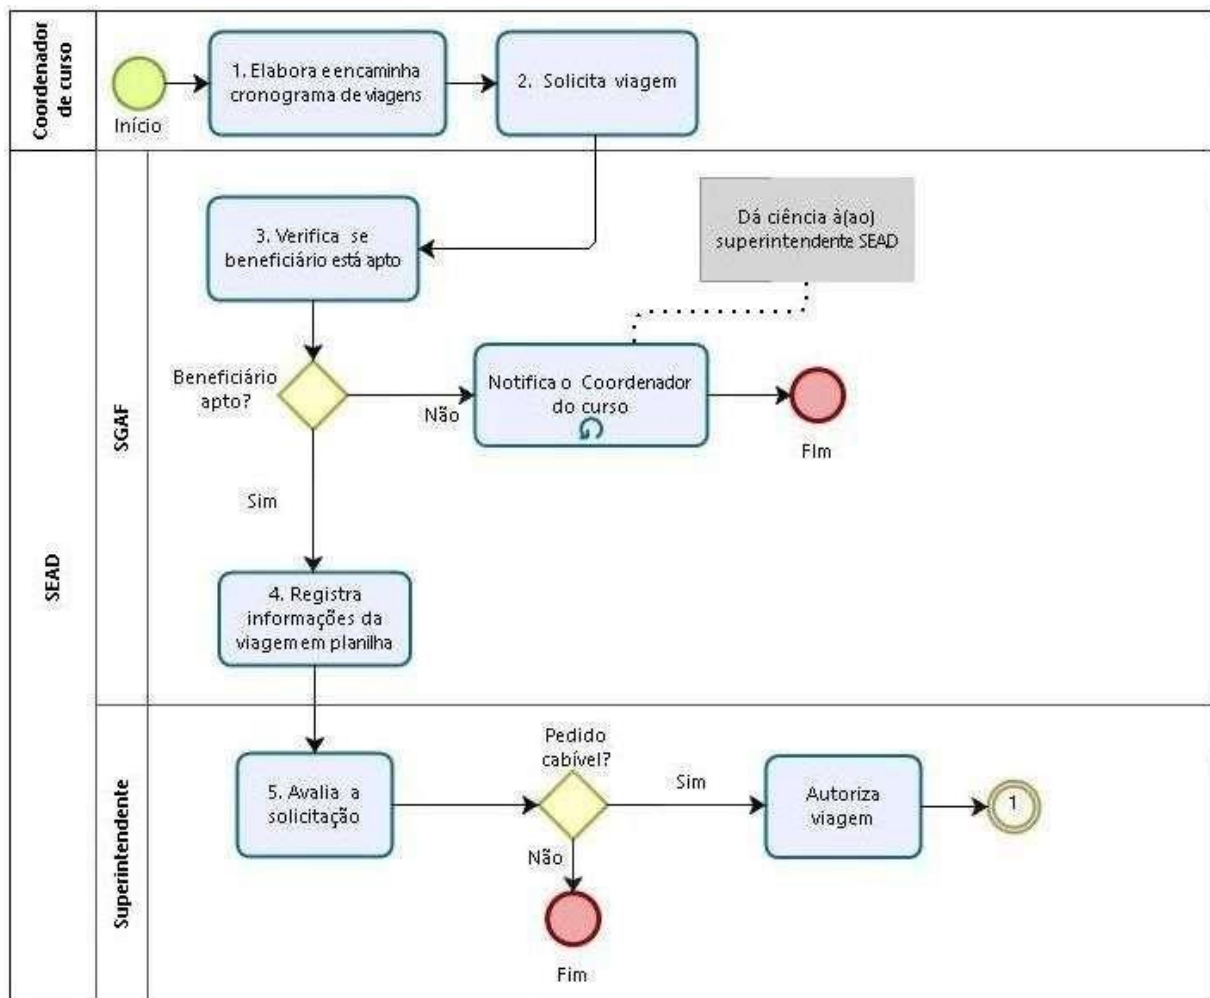 Coordenador
de curso
Início
1. Elabora e encaminha
cronograma de viagens
2. Solicita viagem
SEAD
SGAF
3. Verifica se
beneficiário está apto
Dá ciência à(ao)
superintendente SEAD
Beneficiário
apto?
Não
Notifica o Coordenador
do curso
FIm
Sim
4. Registra
informações da
viagem em planilha
Superintendente
5. Avalia a
solicitação
Pedido
cabível?
Sim
Autoriza
viagem
1
Não
Fim